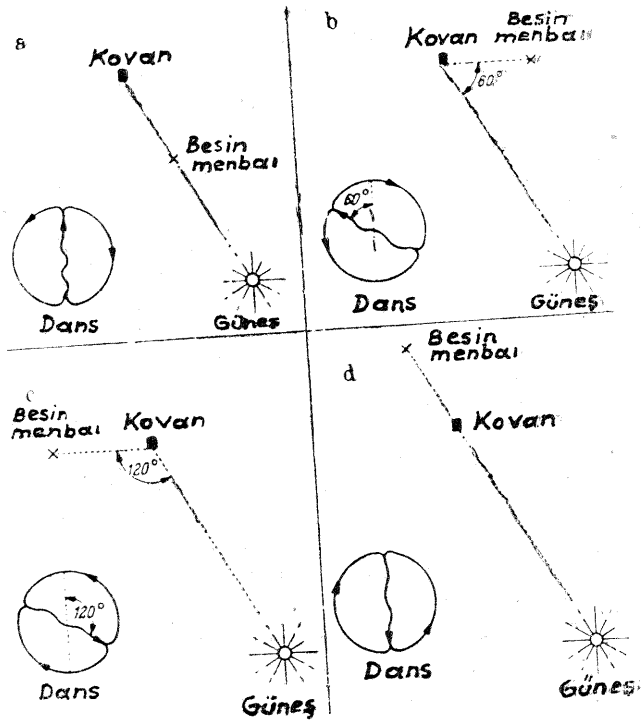 a
Kovan
Besin
menbaı
Dans
Güneş
b
Kovan
Besin
menbaı
60°
60°
Dans
Güneş
c
Besin
menbaı
Kovan
120°
120°
Dans
Güneş
d
Besin
menbaı
Kovan
Dans
Güneş